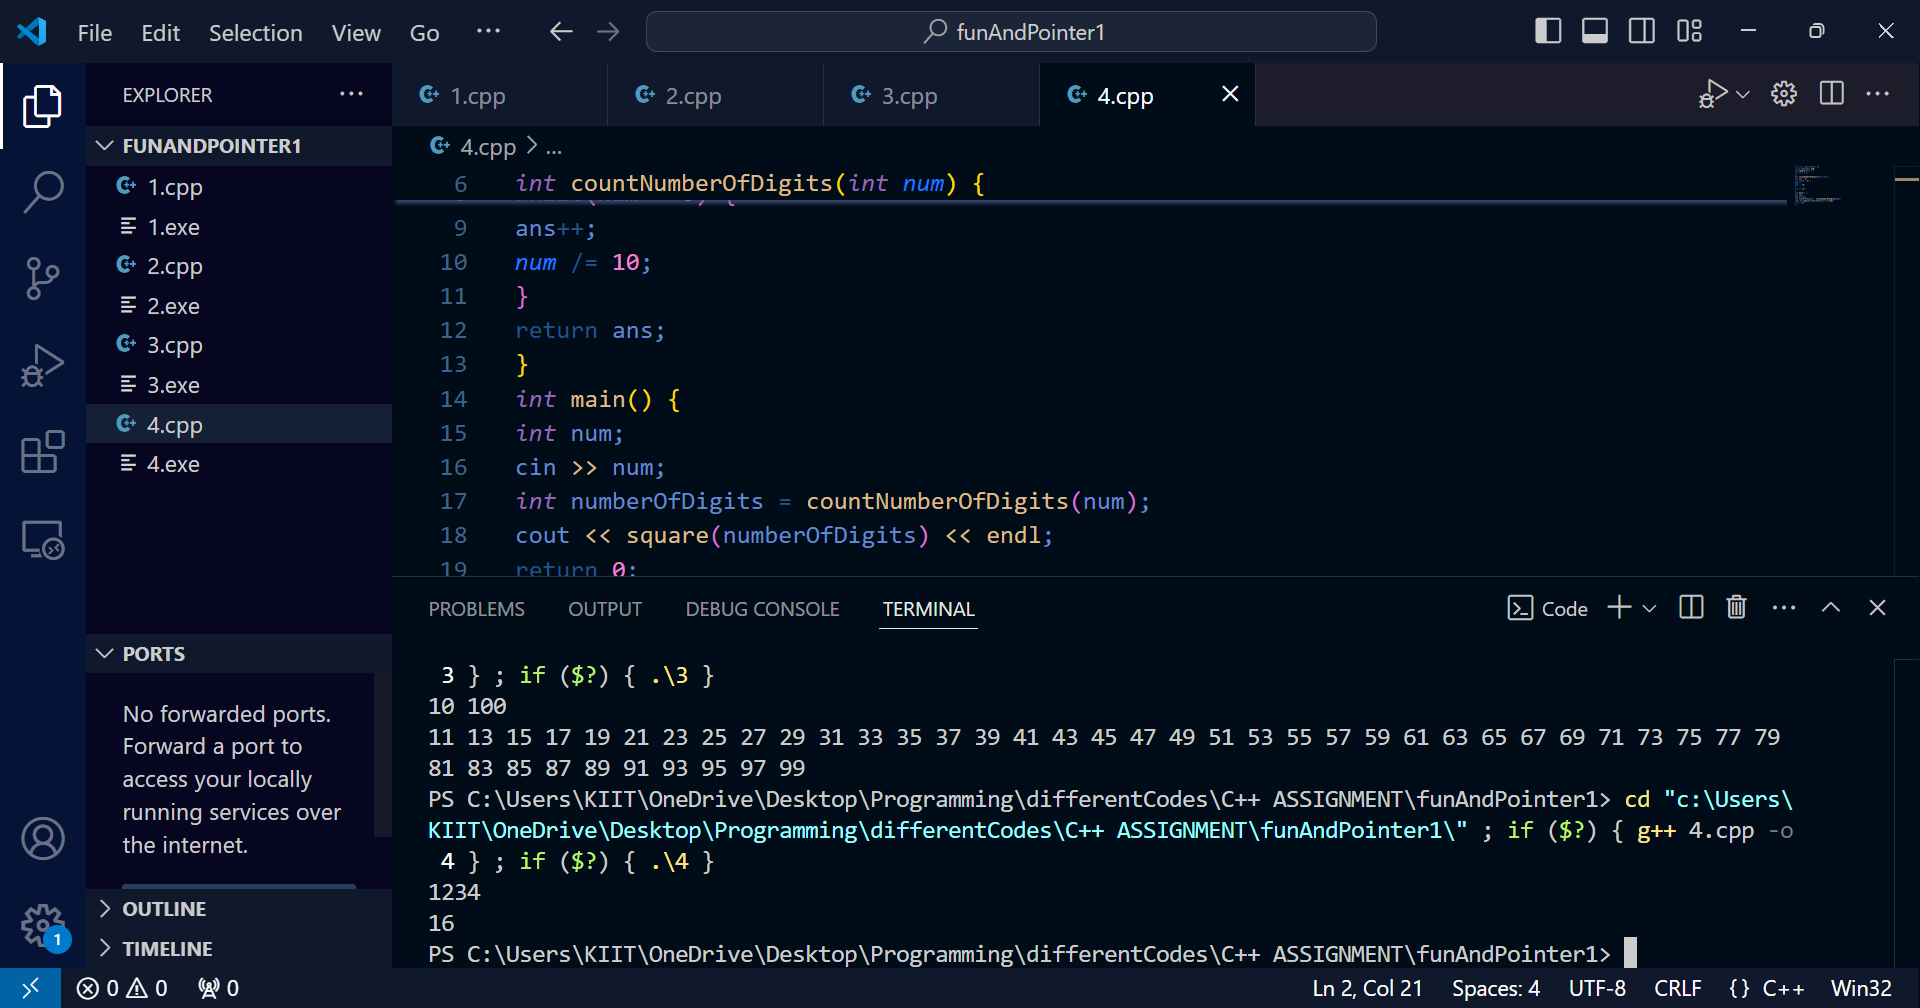 File Edit Selection View Go ··· funAndPointer1
EXPLORER ···
FUNANDPOINTER1
1.cpp
1.exe
2.cpp
2.exe
3.cpp
3.exe
4.cpp
4.exe
PORTS
No forwarded ports.
Forward a port to
access your locally
running services over
the internet.
OUTLINE
TIMELINE
1
1.cpp 2.cpp 3.cpp 4.cpp
4.cpp > ...
6 int countNumberOfDigits(int num) {
9 ans++;
10 num /= 10;
11 }
12 return ans;
13 }
14 int main() {
15 int num;
16 cin >> num;
17 int numberOfDigits = countNumberOfDigits(num);
18 cout << square(numberOfDigits) << endl;
19 return 0;
PROBLEMS OUTPUT DEBUG CONSOLE TERMINAL Code
3 } ; if ($?) { .\3 }
10 100
11 13 15 17 19 21 23 25 27 29 31 33 35 37 39 41 43 45 47 49 51 53 55 57 59 61 63 65 67 69 71 73 75 77 79
81 83 85 87 89 91 93 95 97 99
PS C:\Users\KIIT\OneDrive\Desktop\Programming\differentCodes\C++ ASSIGNMENT\funAndPointer1> cd "c:\Users\
KIIT\OneDrive\Desktop\Programming\differentCodes\C++ ASSIGNMENT\funAndPointer1\" ; if ($?) { g++ 4.cpp -o
4 } ; if ($?) { .\4 }
1234
16
PS C:\Users\KIIT\OneDrive\Desktop\Programming\differentCodes\C++ ASSIGNMENT\funAndPointer1>
0 0 0 Ln 2, Col 21 Spaces: 4 UTF-8 CRLF {} C++ Win32